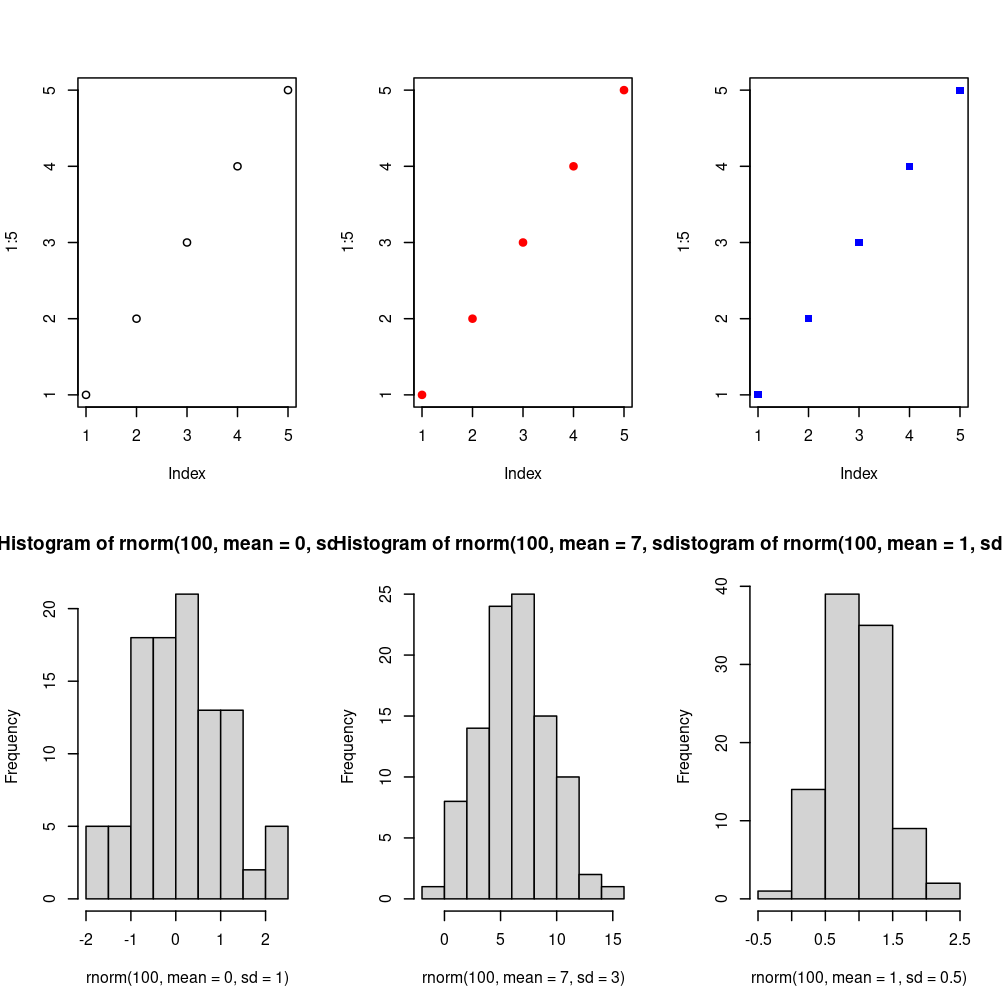 5
4
3
2
1
1:5
1 2 3 4 5
Index
5
4
3
2
1
1:5
1 2 3 4 5
Index
5
4
3
2
1
1:5
1 2 3 4 5
Index
Histogram of rnorm(100, mean = 0, sd
Histogram of rnorm(100, mean = 7, sd
istogram of rnorm(100, mean = 1, sd
20
15
10
5
0
Frequency
-2 -1 0 1 2
rnorm(100, mean = 0, sd = 1)
25
20
15
10
5
0
Frequency
0 5 10 15
rnorm(100, mean = 7, sd = 3)
40
30
20
10
0
Frequency
-0.5 0.5 1.5 2.5
rnorm(100, mean = 1, sd = 0.5)